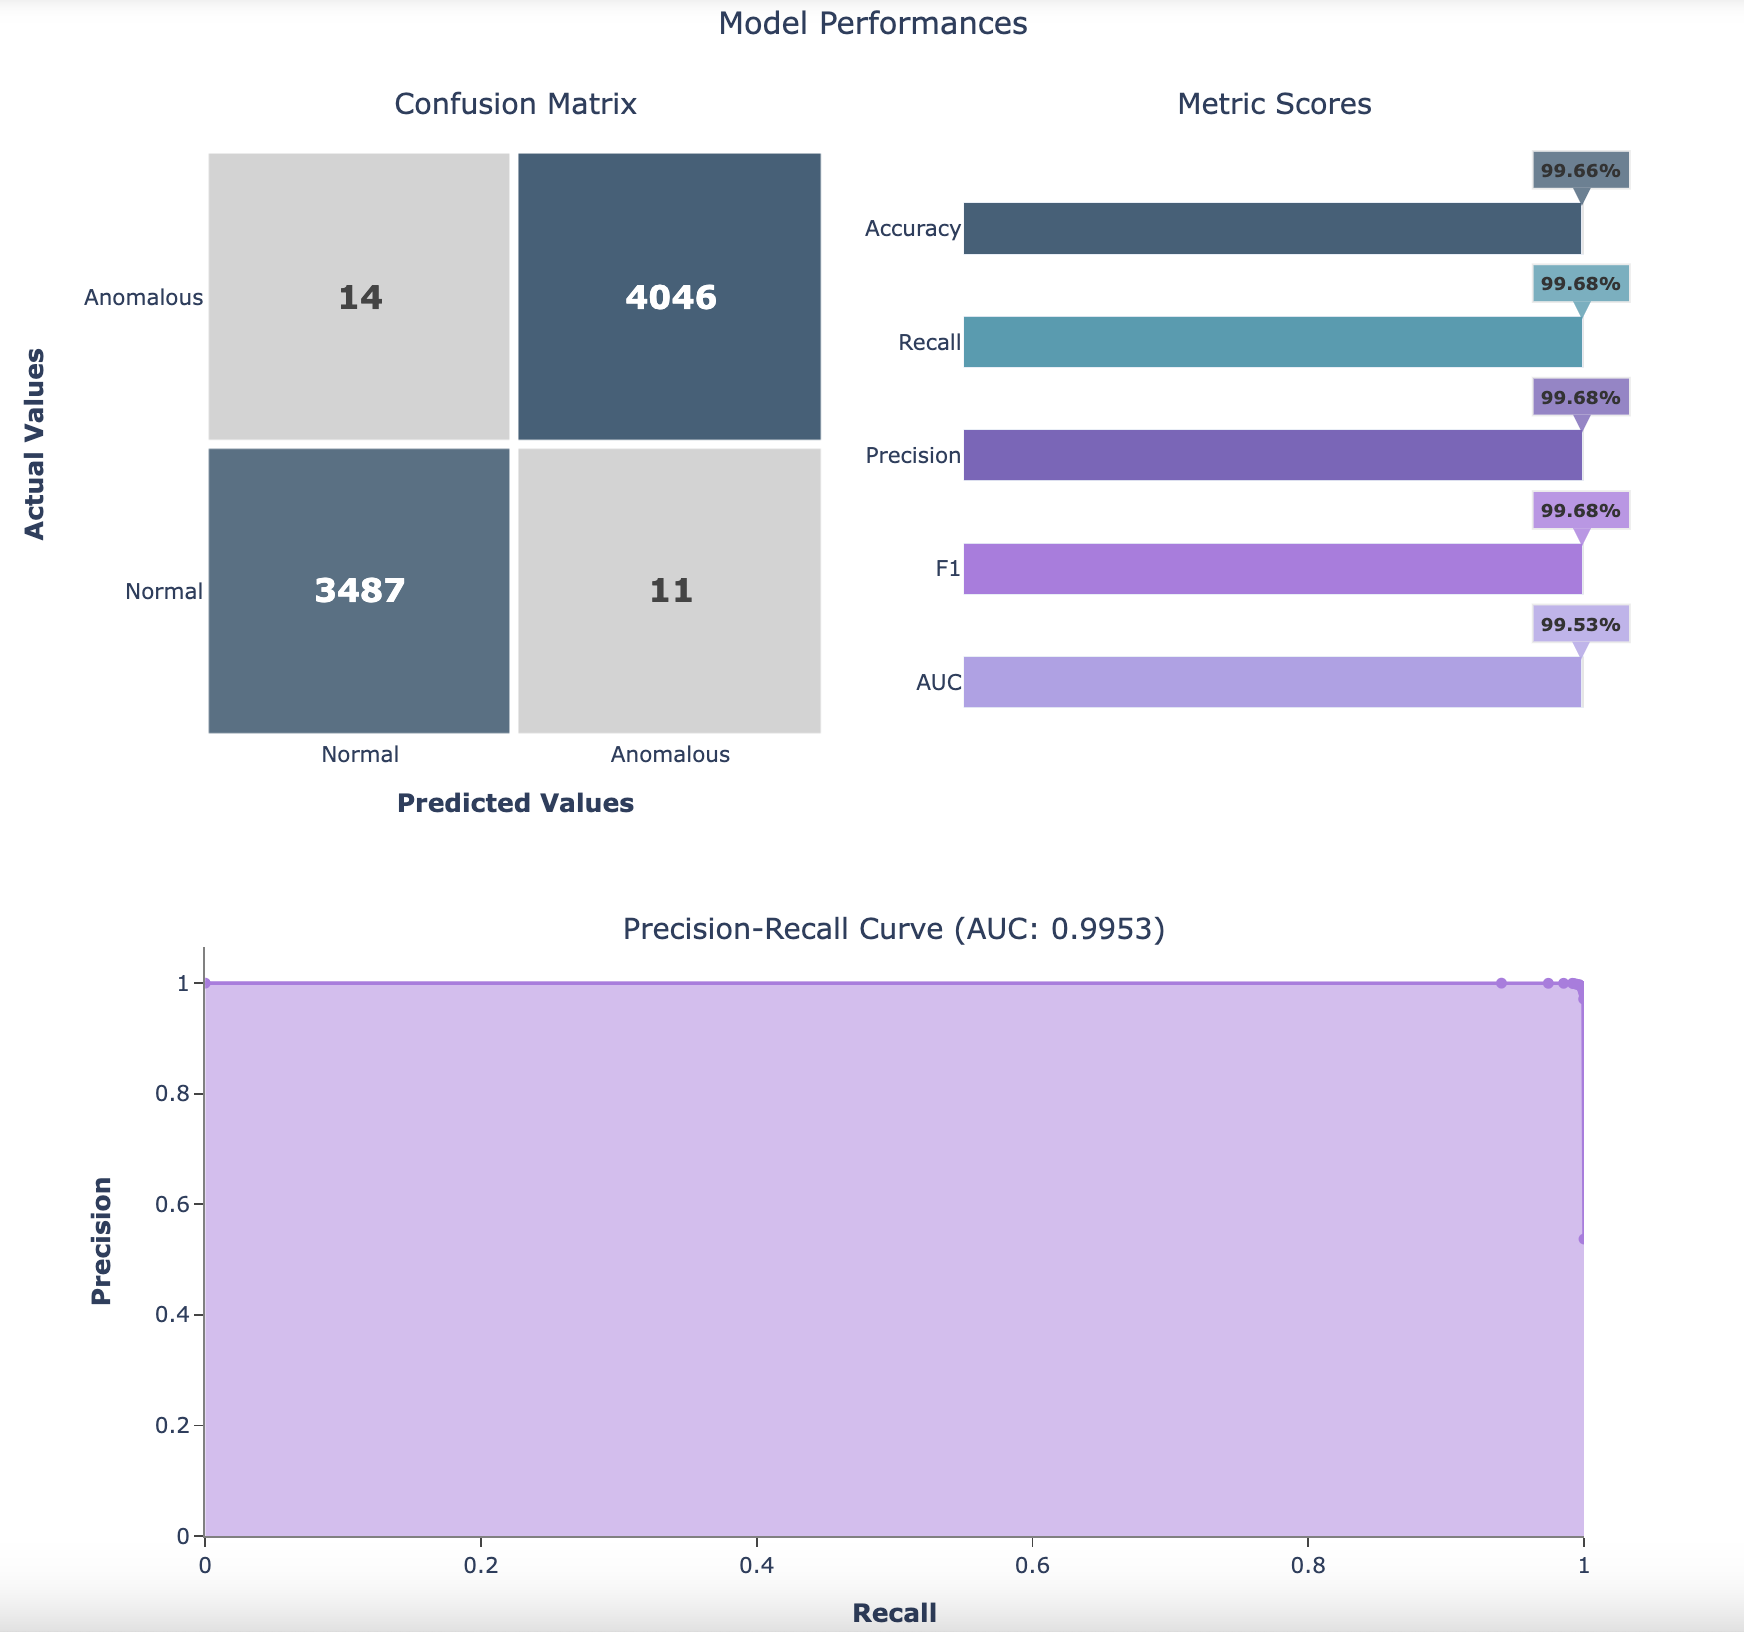 Model Performances
Confusion Matrix
Actual Values
Anomalous
14
4046
Normal
3487
11
Normal
Anomalous
Predicted Values
Metric Scores
99.66%
Accuracy
99.68%
Recall
99.68%
Precision
99.68%
F1
99.53%
AUC
Precision-Recall Curve (AUC: 0.9953)
Precision
1
0.8
0.6
0.4
0.2
0
0
0.2
0.4
0.6
0.8
1
Recall